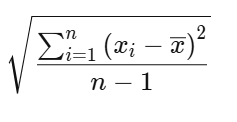 √(∑ᵢ₌₁ⁿ (xᵢ − x̅)² / (n − 1))